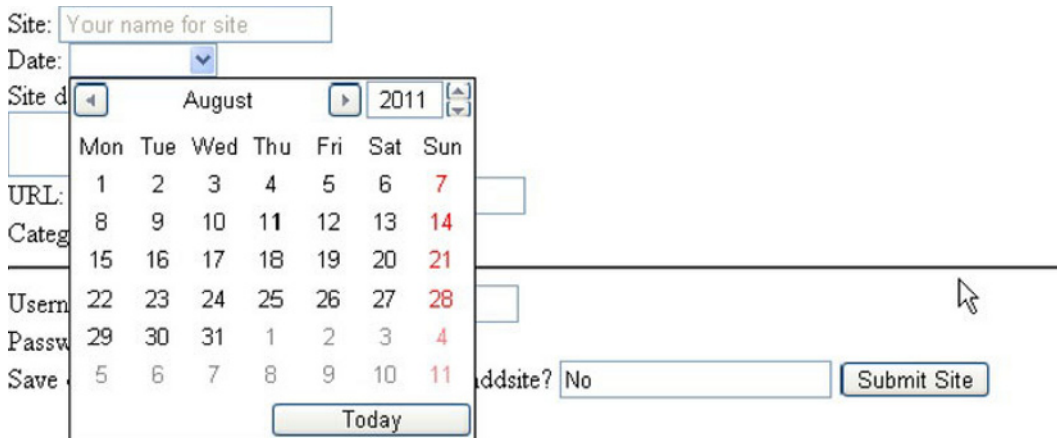 Site: Your name for site
Date:
Site d
August 2011
Mon Tue Wed Thu Fri Sat Sun
1 2 3 4 5 6 7
8 9 10 11 12 13 14
15 16 17 18 19 20 21
22 23 24 25 26 27 28
29 30 31 1 2 3 4
5 6 7 8 9 10 11
Today
URL:
Categ
Usern
Passw
Save addsite? No Submit Site